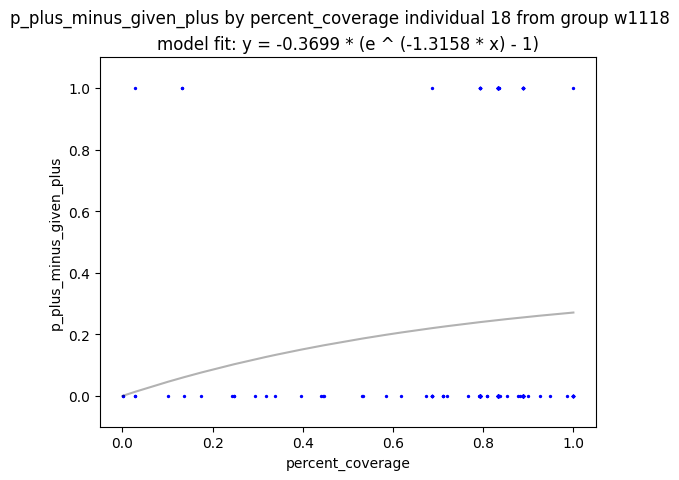 p_plus_minus_given_plus by percent_coverage individual 18 from group w1118
model fit: y = -0.3699 * (e ^ (-1.3158 * x) - 1)
1.0
0.8
0.6
0.4
0.2
0.0
p_plus_minus_given_plus
0.0 0.2 0.4 0.6 0.8 1.0
percent_coverage